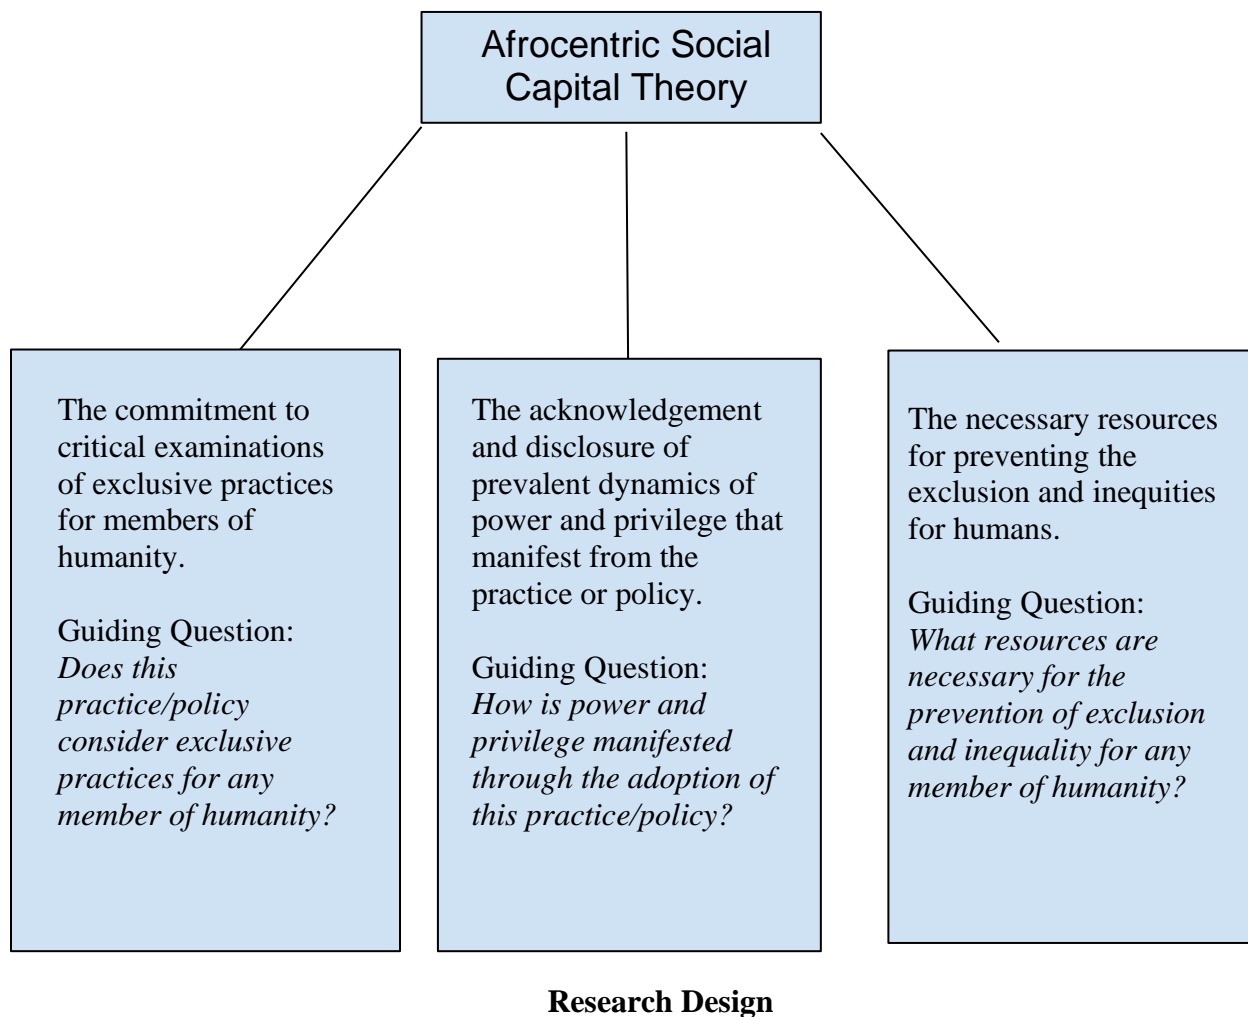 Afrocentric Social
Capital Theory
The commitment to
critical examinations
of exclusive practices
for members of
humanity.
Guiding Question:
Does this
practice/policy
consider exclusive
practices for any
member of humanity?
The acknowledgement
and disclosure of
prevalent dynamics of
power and privilege that
manifest from the
practice or policy.
Guiding Question:
How is power and
privilege manifested
through the adoption of
this practice/policy?
The necessary resources
for preventing the
exclusion and inequities
for humans.
Guiding Question:
What resources are
necessary for the
prevention of exclusion
and inequality for any
member of humanity?
Research Design